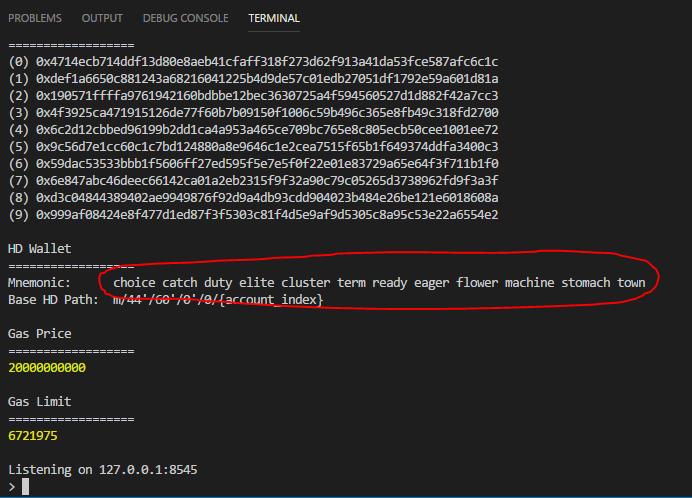 PROBLEMS OUTPUT DEBUG CONSOLE TERMINAL
==================
(0) 0x4714ecb714ddf13d80e8aeb41cfaff318f273d62f913a41da53fce587afc6c1c
(1) 0xdef1a6650c881243a68216041225b4d9de57c01edb27051df1792e59a601d81a
(2) 0x190571ffffa9761942160bdbbe12bec3630725a4f594560527d1d882f42a7cc3
(3) 0x4f3925ca471915126de77f60b7b09150f1006c59b496c365e8fb49c318fd2700
(4) 0x6c2d12cbbed96199b2dd1ca4a953a465ce709bc765e8c805ecb50cee1001ee72
(5) 0x9c56d7e1cc60c1c7bd124880a8e9646c1e2cea7515f65b1f649374ddfa3400c3
(6) 0x59dac53533bbb1f5606ff27ed595f5e7e5f0f22e01e83729a65e64f3f711b1f0
(7) 0x6e847abc46deec66142ca01a2eb2315f9f32a90c79c05265d3738962fd9f3a3f
(8) 0xd3c04844389402ae9949876f92d9a4db93cdd904023b484e26be121e6018608a
(9) 0x999af08424e8f477d1ed87f3f5303c81f4d5e9af9d5305c8a95c53e22a6554e2
HD Wallet
==================
Mnemonic: choice catch duty elite cluster term ready eager flower machine stomach town
Base HD Path: m/44'/60'/0'/0/{account_index}
Gas Price
==================
20000000000
Gas Limit
==================
6721975
Listening on 127.0.0.1:8545
>